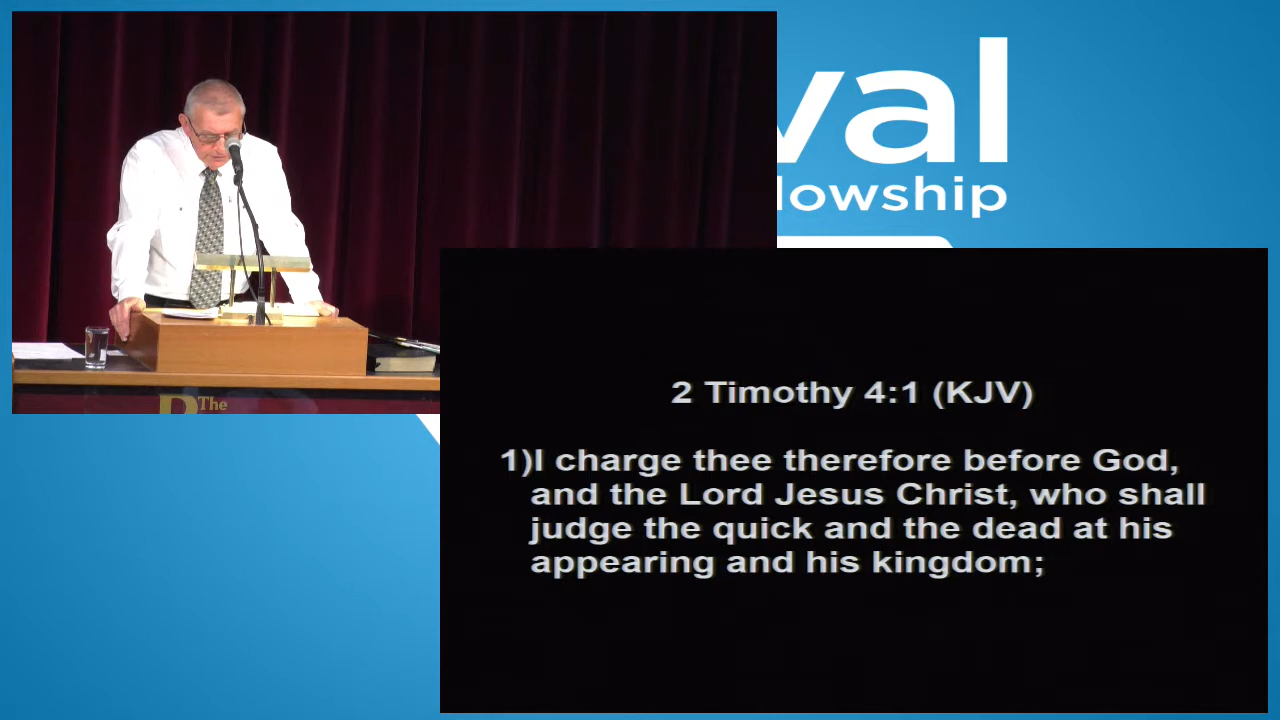 val
lowship
The
2 Timothy 4:1 (KJV)
1)I charge thee therefore before God,
and the Lord Jesus Christ, who shall
judge the quick and the dead at his
appearing and his kingdom;